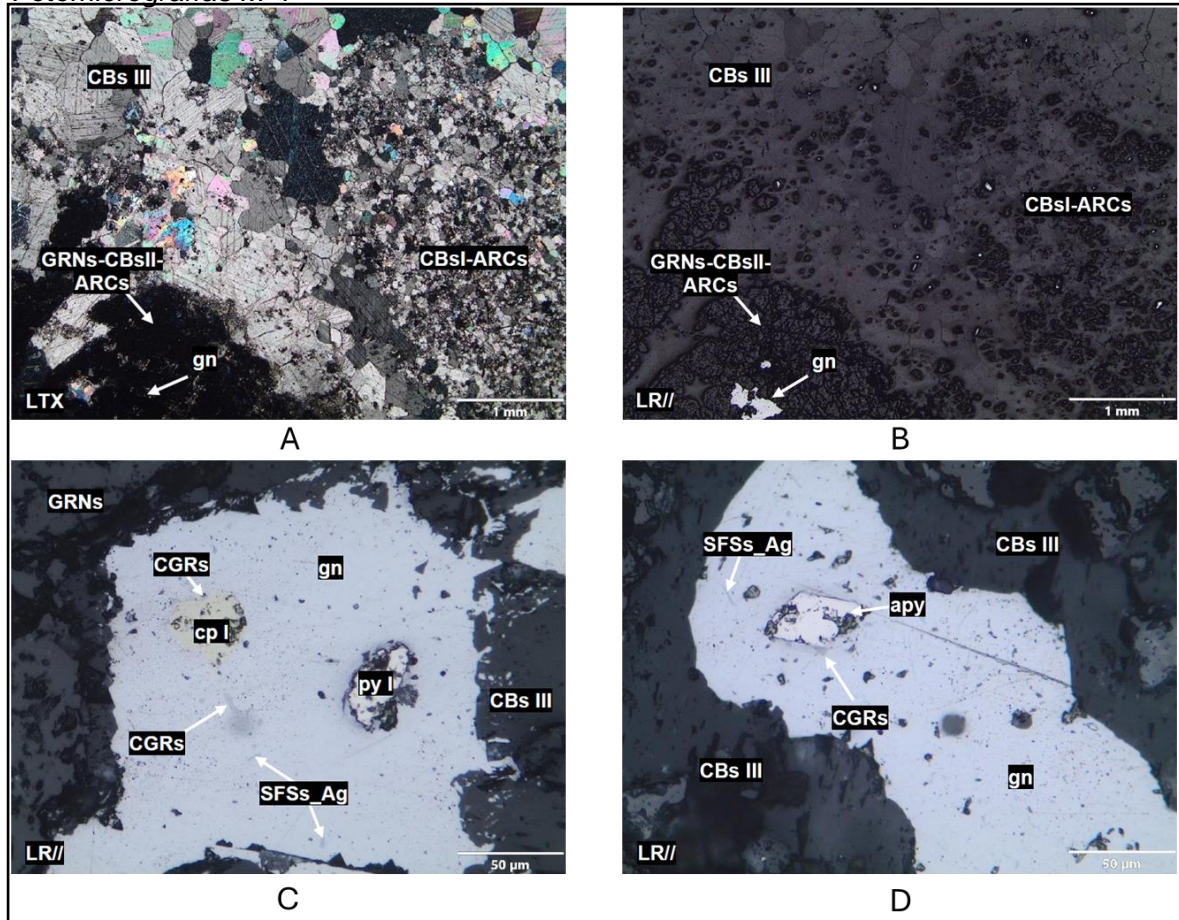 CBs III
GRNs-CBsII-
ARCs
CBsI-ARCs
gn
LTX
1 mm
A
CBs III
CBsI-ARCs
GRNs-CBsII-
ARCs
gn
LR//
1 mm
B
GRNs
CGRs
gn
cp I
py I
CBs III
CGRs
SFSs_Ag
LR//
50 µm
C
SFSs_Ag
CBs III
apy
CGRs
CBs III
gn
LR//
50 µm
D